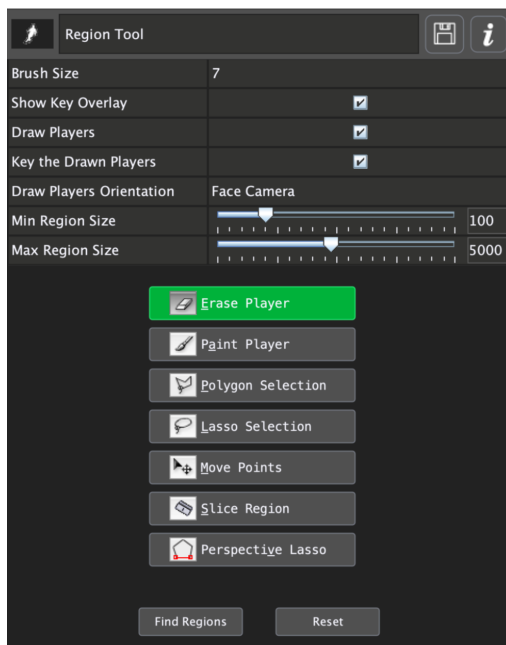 Region Tool
i
Brush Size 7
Show Key Overlay
Draw Players
Key the Drawn Players
Draw Players Orientation Face Camera
Min Region Size 100
Max Region Size 5000
Erase Player
Paint Player
Polygon Selection
Lasso Selection
Move Points
Slice Region
Perspective Lasso
Find Regions Reset